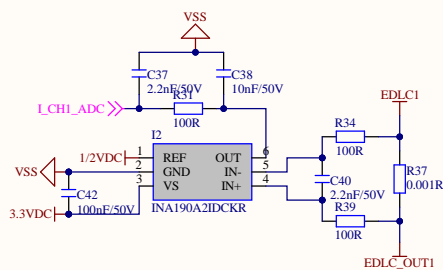 VSS
C37
2.2nF/50V
C38
10nF/50V
I_CH1_ADC
R31
100R
EDLC1
I2
1/2VDC
1
REF
OUT
6
R34
100R
VSS
2
GND
IN-
5
3
VS
IN+
4
C40
2.2nF/50V
R37
0.001R
C42
100nF/50V
3.3VDC
INA190A2IDCKR
R39
100R
EDLC_OUT1